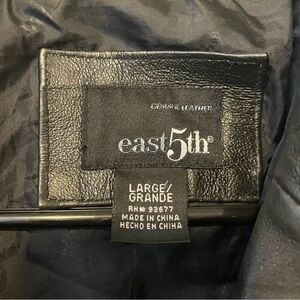 GENUINE LEATHER
east5th®
LARGE/
GRANDE
RN# 93677
MADE IN CHINA
HECHO EN CHINA